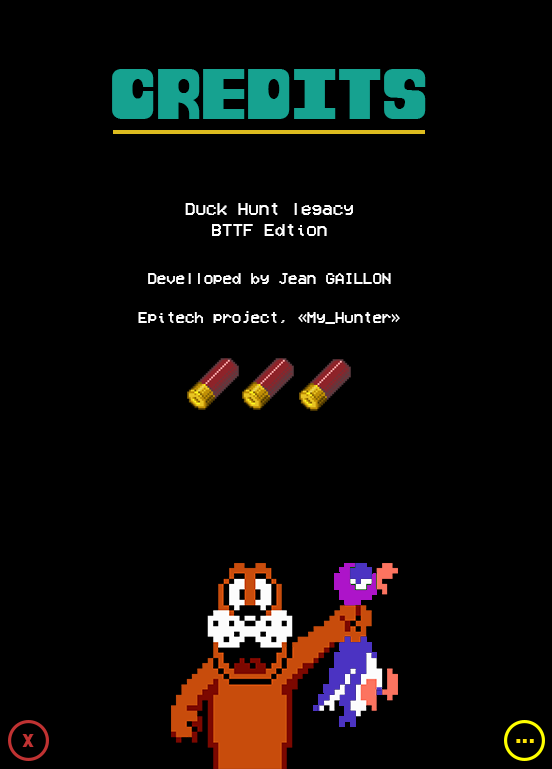 CREDITS
Duck Hunt legacy
BTTF Edtion
Develloped by Jean GAILLON
Epitech project, «My_Hunter»
X
...